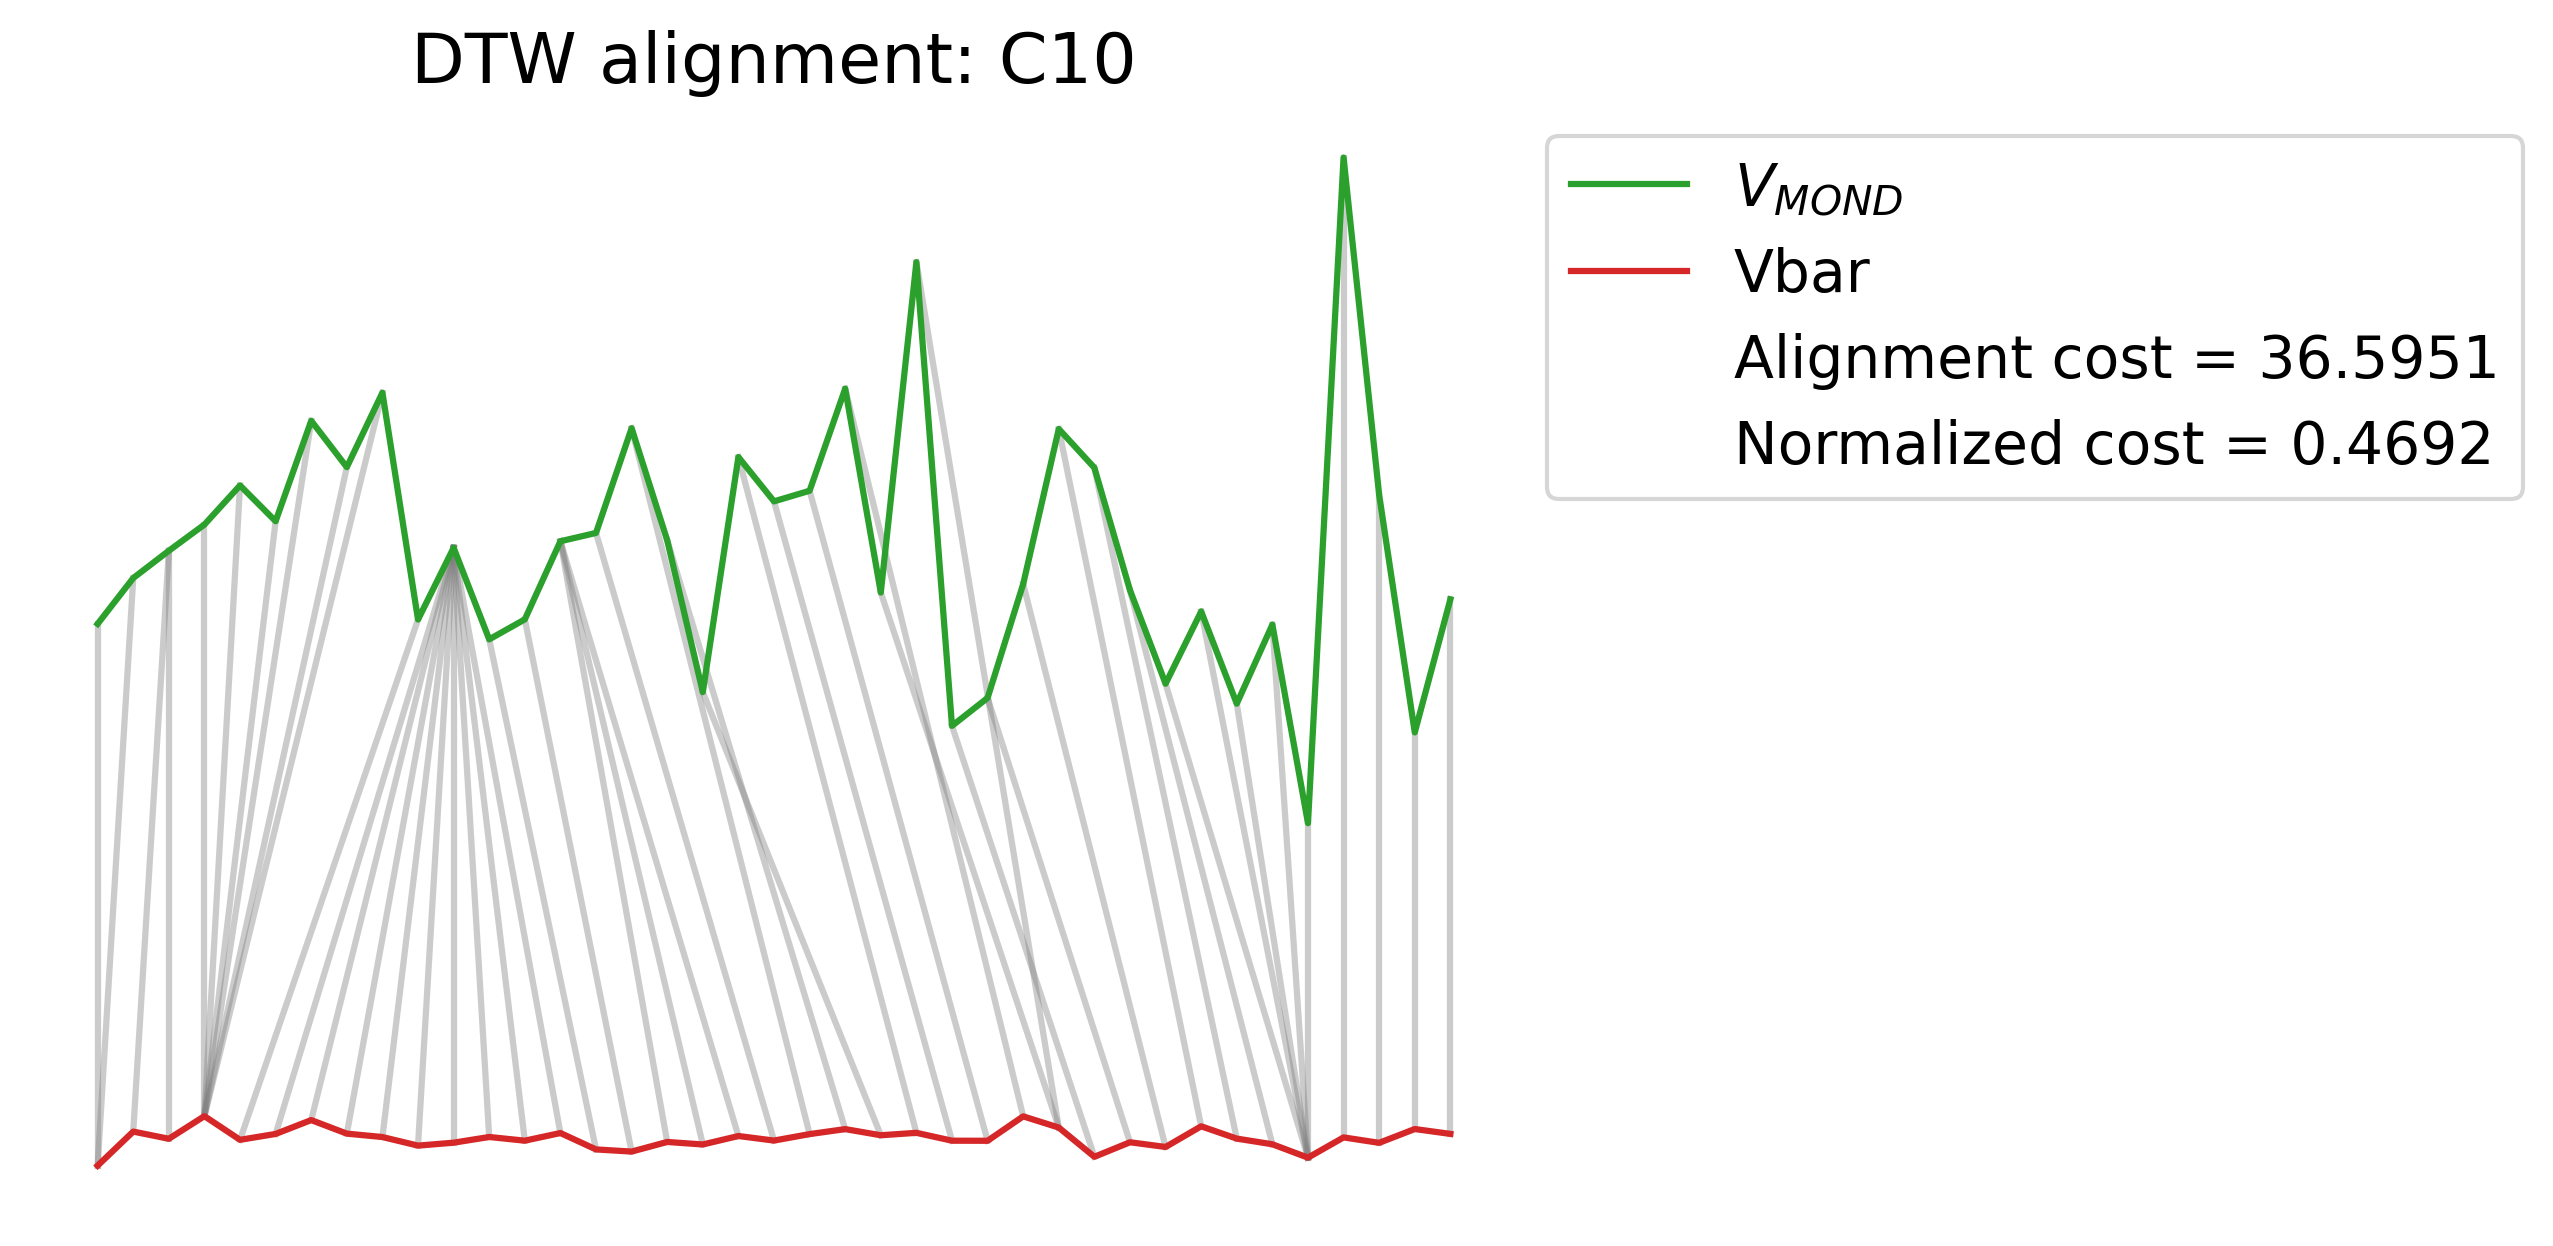 DTW alignment: C10
V_MOND
Vbar
Alignment cost = 36.5951
Normalized cost = 0.4692